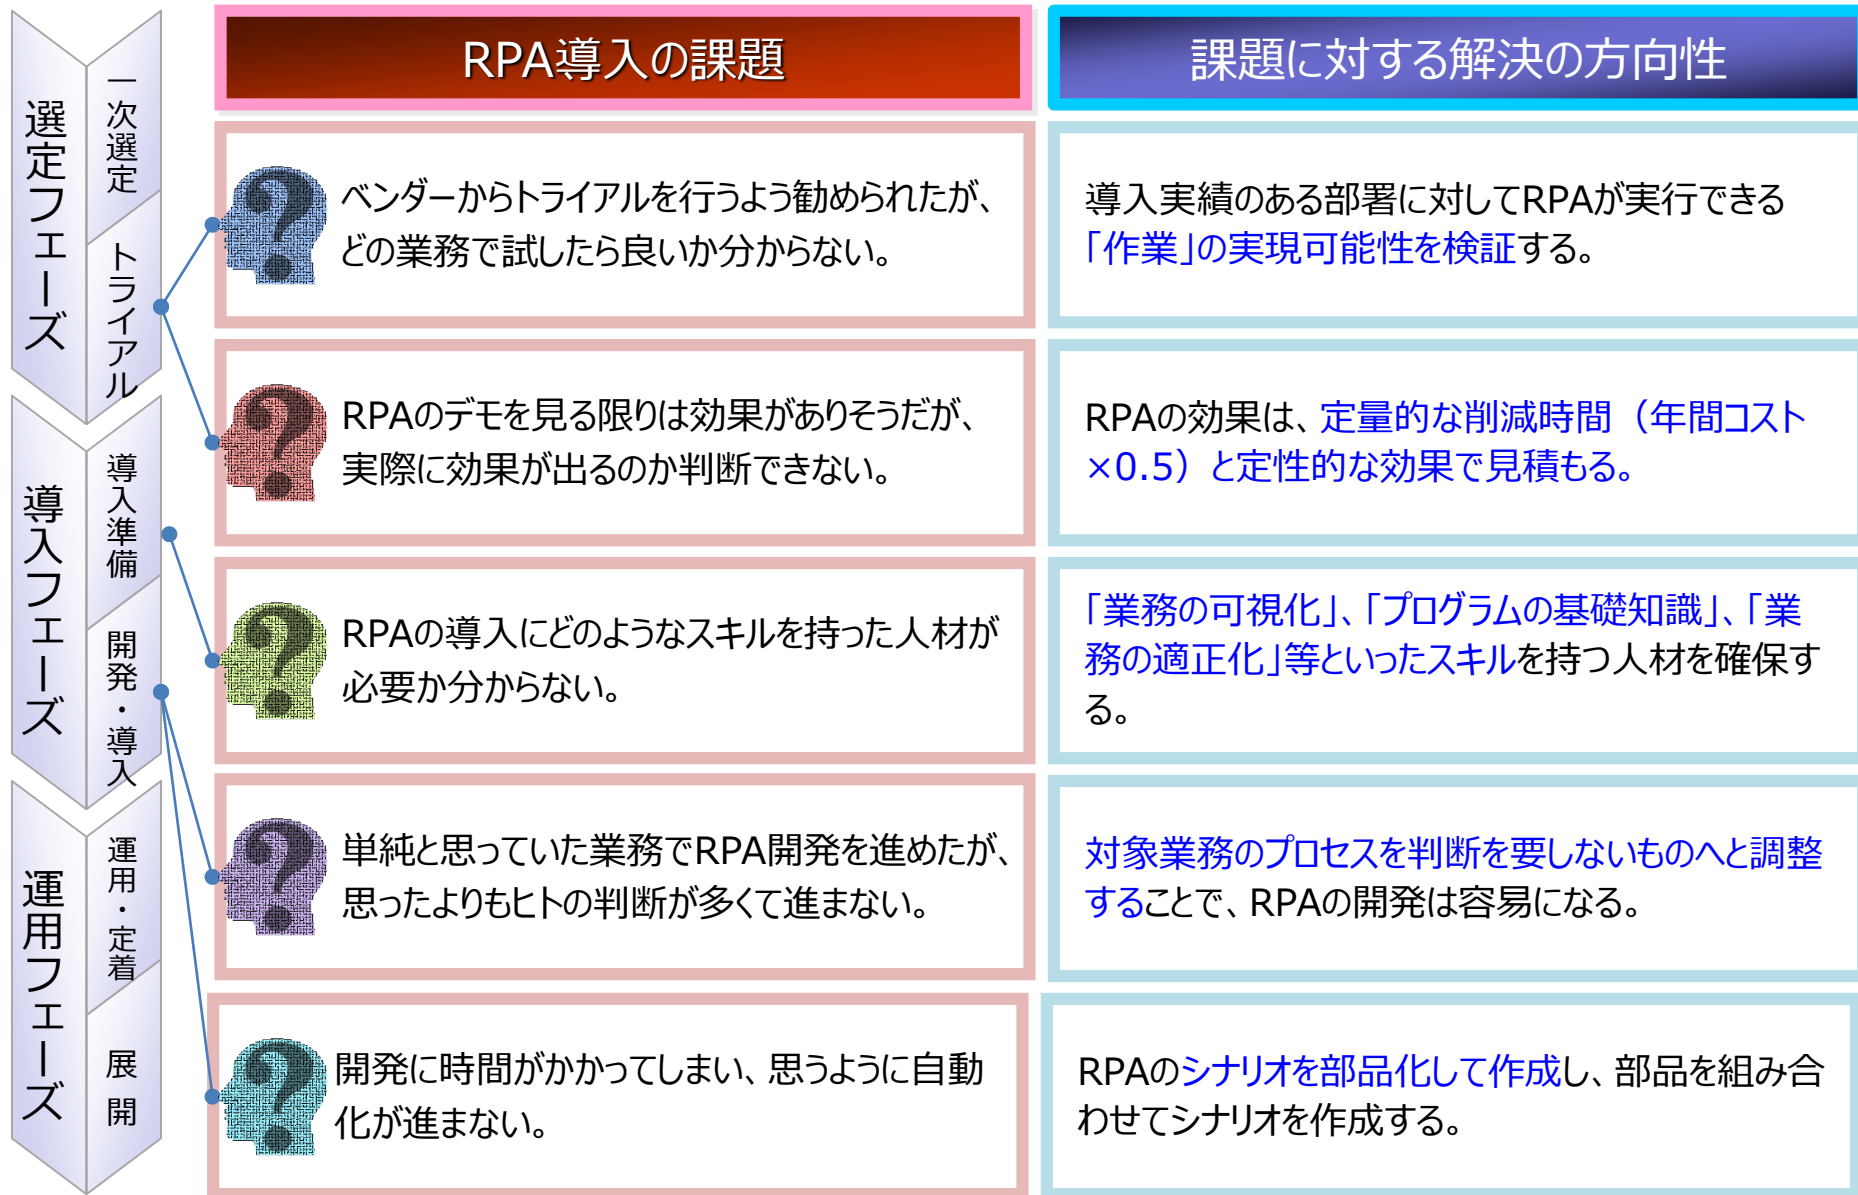 RPA導入の課題
課題に対する解決の方向性
選定フェーズ
一次選定
トライアル
ベンダーからトライアルを行うよう勧められたが、
どの業務で試したら良いか分からない。
導入実績のある部署に対してRPAが実行できる
「作業」の実現可能性を検証する。
RPAのデモを見る限りは効果がありそうだが、
実際に効果が出るのか判断できない。
RPAの効果は、定量的な削減時間（年間コスト
×0.5）と定性的な効果で見積もる。
導入フェーズ
導入準備
開発・導入
RPAの導入にどのようなスキルを持った人材が
必要か分からない。
「業務の可視化」、「プログラムの基礎知識」、「業
務の適正化」等といったスキルを持つ人材を確保す
る。
単純と思っていた業務でRPA開発を進めたが、
思ったよりもヒトの判断が多くて進まない。
対象業務のプロセスを判断を要しないものへと調整
することで、RPAの開発は容易になる。
運用フェーズ
運用・定着
展開
開発に時間がかかってしまい、思うように自動
化が進まない。
RPAのシナリオを部品化して作成し、部品を組み合
わせてシナリオを作成する。